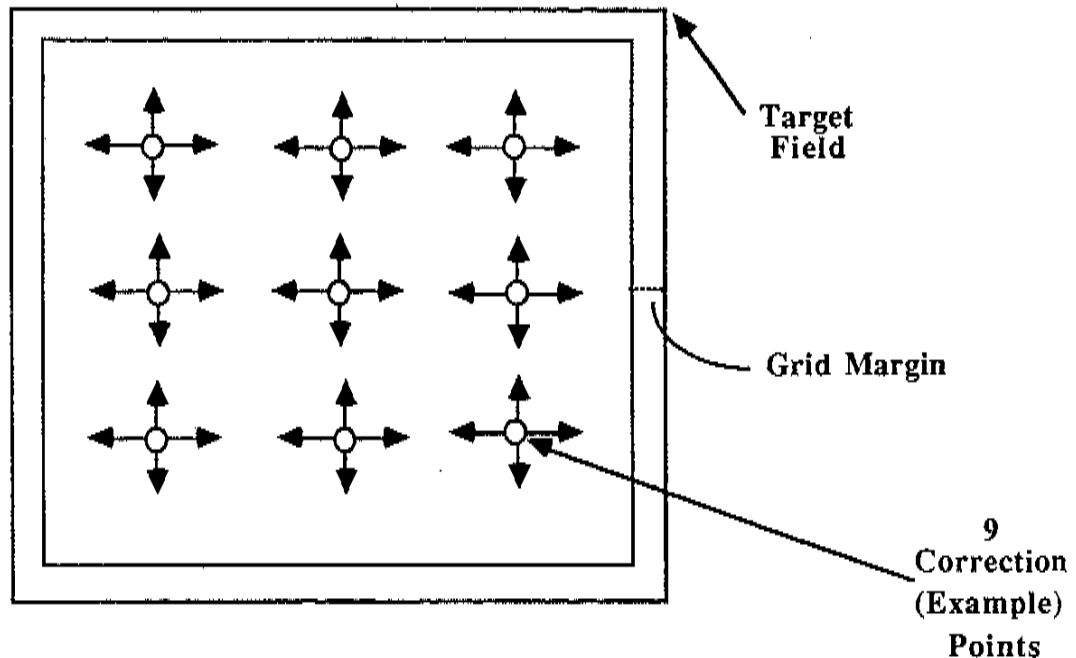 Target
Field
Grid Margin
9
Correction
(Example)
Points